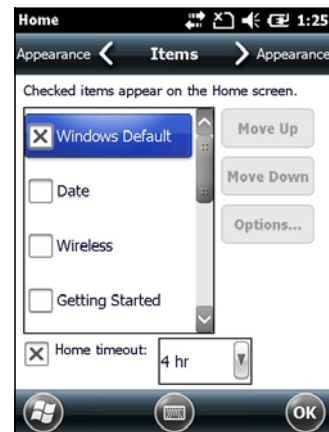 Home 1:25
Appearance Items Appearance
Checked items appear on the Home screen.
Windows Default
Move Up
Date
Move Down
Wireless
Options...
Getting Started
Home timeout: 4 hr
OK